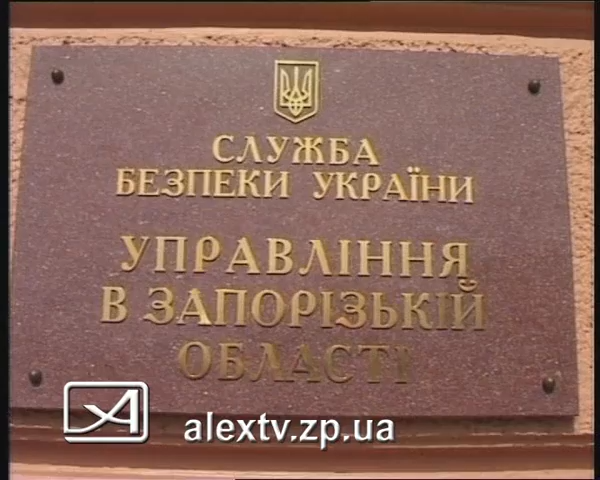 СЛУЖБА
БЕЗПЕКИ УКРАЇНИ
УПРАВЛІННЯ
В ЗАПОРІЗЬКІЙ
ОБЛАСТІ
alextv.zp.ua